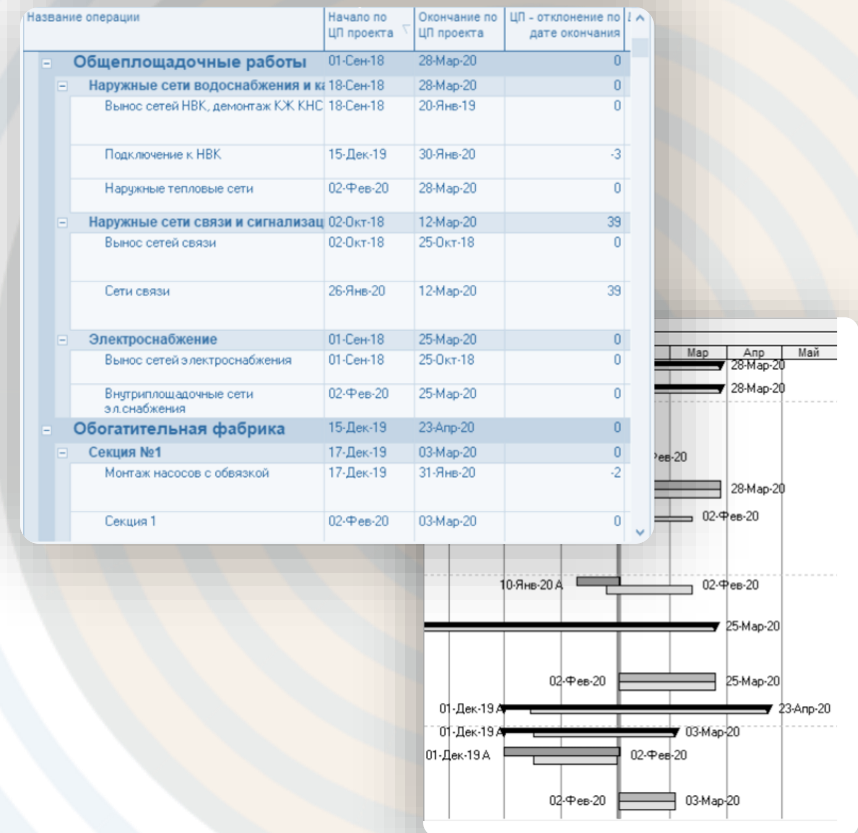 Название операции Начало по ЦП проекта Окончание по ЦП проекта ЦП - отклонение по дате окончания
Общеплощадочные работы 01-Сен-18 28-Мар-20 0
Наружные сети водоснабжения и 18-Сен-18 28-Мар-20 0
Вынос сетей НВК, демонтаж КЖ КНС 18-Сен-18 20-Янв-19 0
Подключение к НВК 15-Дек-19 30-Янв-20 -3
Наружные тепловые сети 02-Фев-20 28-Мар-20 0
Наружные сети связи и сигнализац 02-Окт-18 12-Мар-20 39
Вынос сетей связи 02-Окт-18 25-Окт-18 0
Сети связи 26-Янв-20 12-Мар-20 39
Электроснабжение 01-Сен-18 25-Мар-20 0
Вынос сетей электроснабжения 01-Сен-18 25-Окт-18 0
Внутриплощадочные сети 02-Фев-20 25-Мар-20 0
эл.снабжения
Обогатительная фабрика 15-Дек-19 23-Апр-20 0
Секция №1 17-Дек-19 03-Мар-20 0
Монтаж насосов с обвязкой 17-Дек-19 31-Янв-20 -2
Секция 1 02-Фев-20 03-Мар-20 0
Мар Апр Май
28-Мар-20
28-Мар-20
Фев-20
28-Мар-20
02-Фев-20
10-Янв-20 А 02-Фев-20
25-Мар-20
02-Фев-20 25-Мар-20
01-Дек-19 А 23-Апр-20
01-Дек-19 А 03-Мар-20
01-Дек-19 А 02-Фев-20
02-Фев-20 03-Мар-20